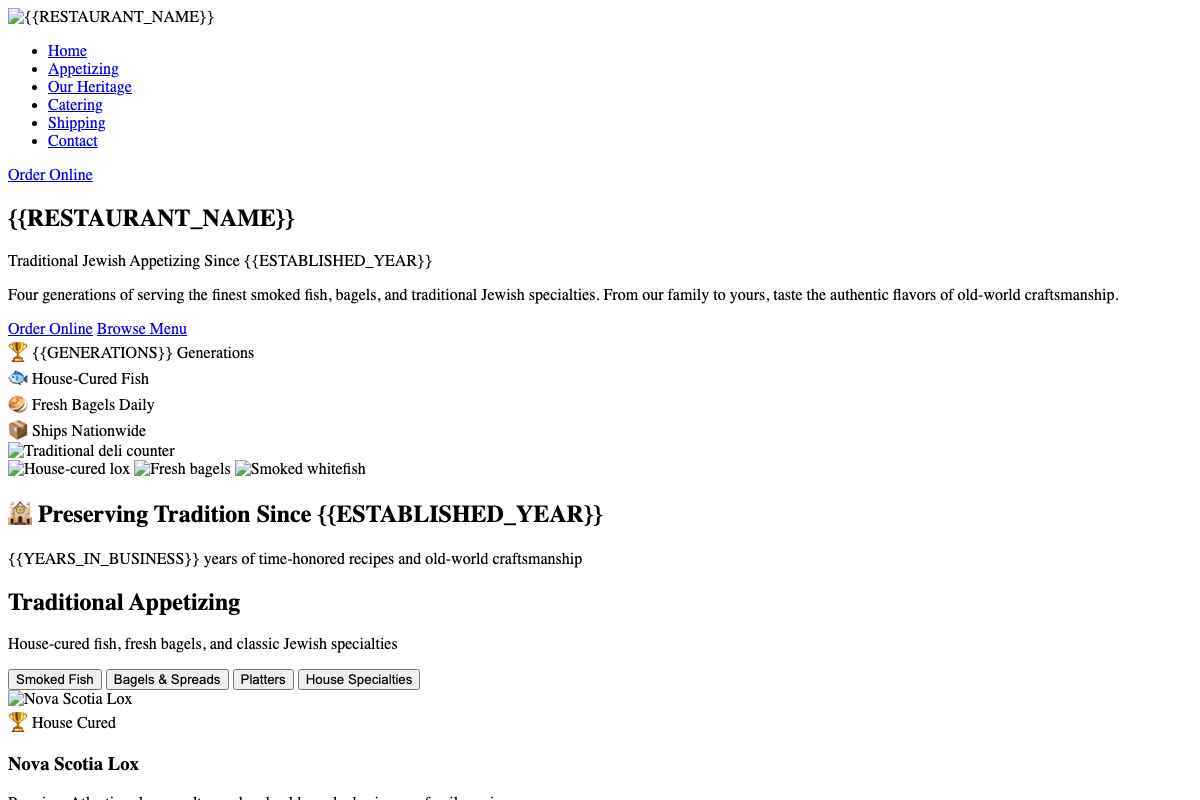 {{RESTAURANT_NAME}}
Home
Appetizing
Our Heritage
Catering
Shipping
Contact
Order Online
{{RESTAURANT_NAME}}
Traditional Jewish Appetizing Since {{ESTABLISHED_YEAR}}
Four generations of serving the finest smoked fish, bagels, and traditional Jewish specialties. From our family to yours, taste the authentic flavors of old-world craftsmanship.
Order Online Browse Menu
🏆 {{GENERATIONS}} Generations
🐟 House-Cured Fish
🥯 Fresh Bagels Daily
📦 Ships Nationwide
Traditional deli counter
House-cured lox Fresh bagels Smoked whitefish
🕍 Preserving Tradition Since {{ESTABLISHED_YEAR}}
{{YEARS_IN_BUSINESS}} years of time-honored recipes and old-world craftsmanship
Traditional Appetizing
House-cured fish, fresh bagels, and classic Jewish specialties
Smoked Fish Bagels & Spreads Platters House Specialties
Nova Scotia Lox
🏆 House Cured
Nova Scotia Lox